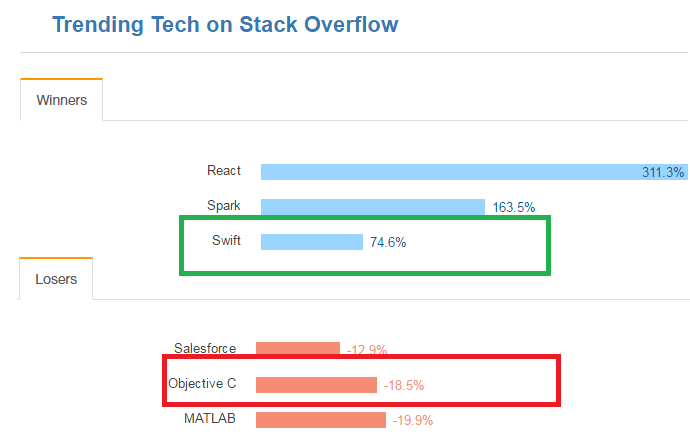 Trending Tech on Stack Overflow
Winners
React 311.3%
Spark 163.5%
Swift 74.6%
Losers
Salesforce -12.9%
Objective C -18.5%
MATLAB -19.9%